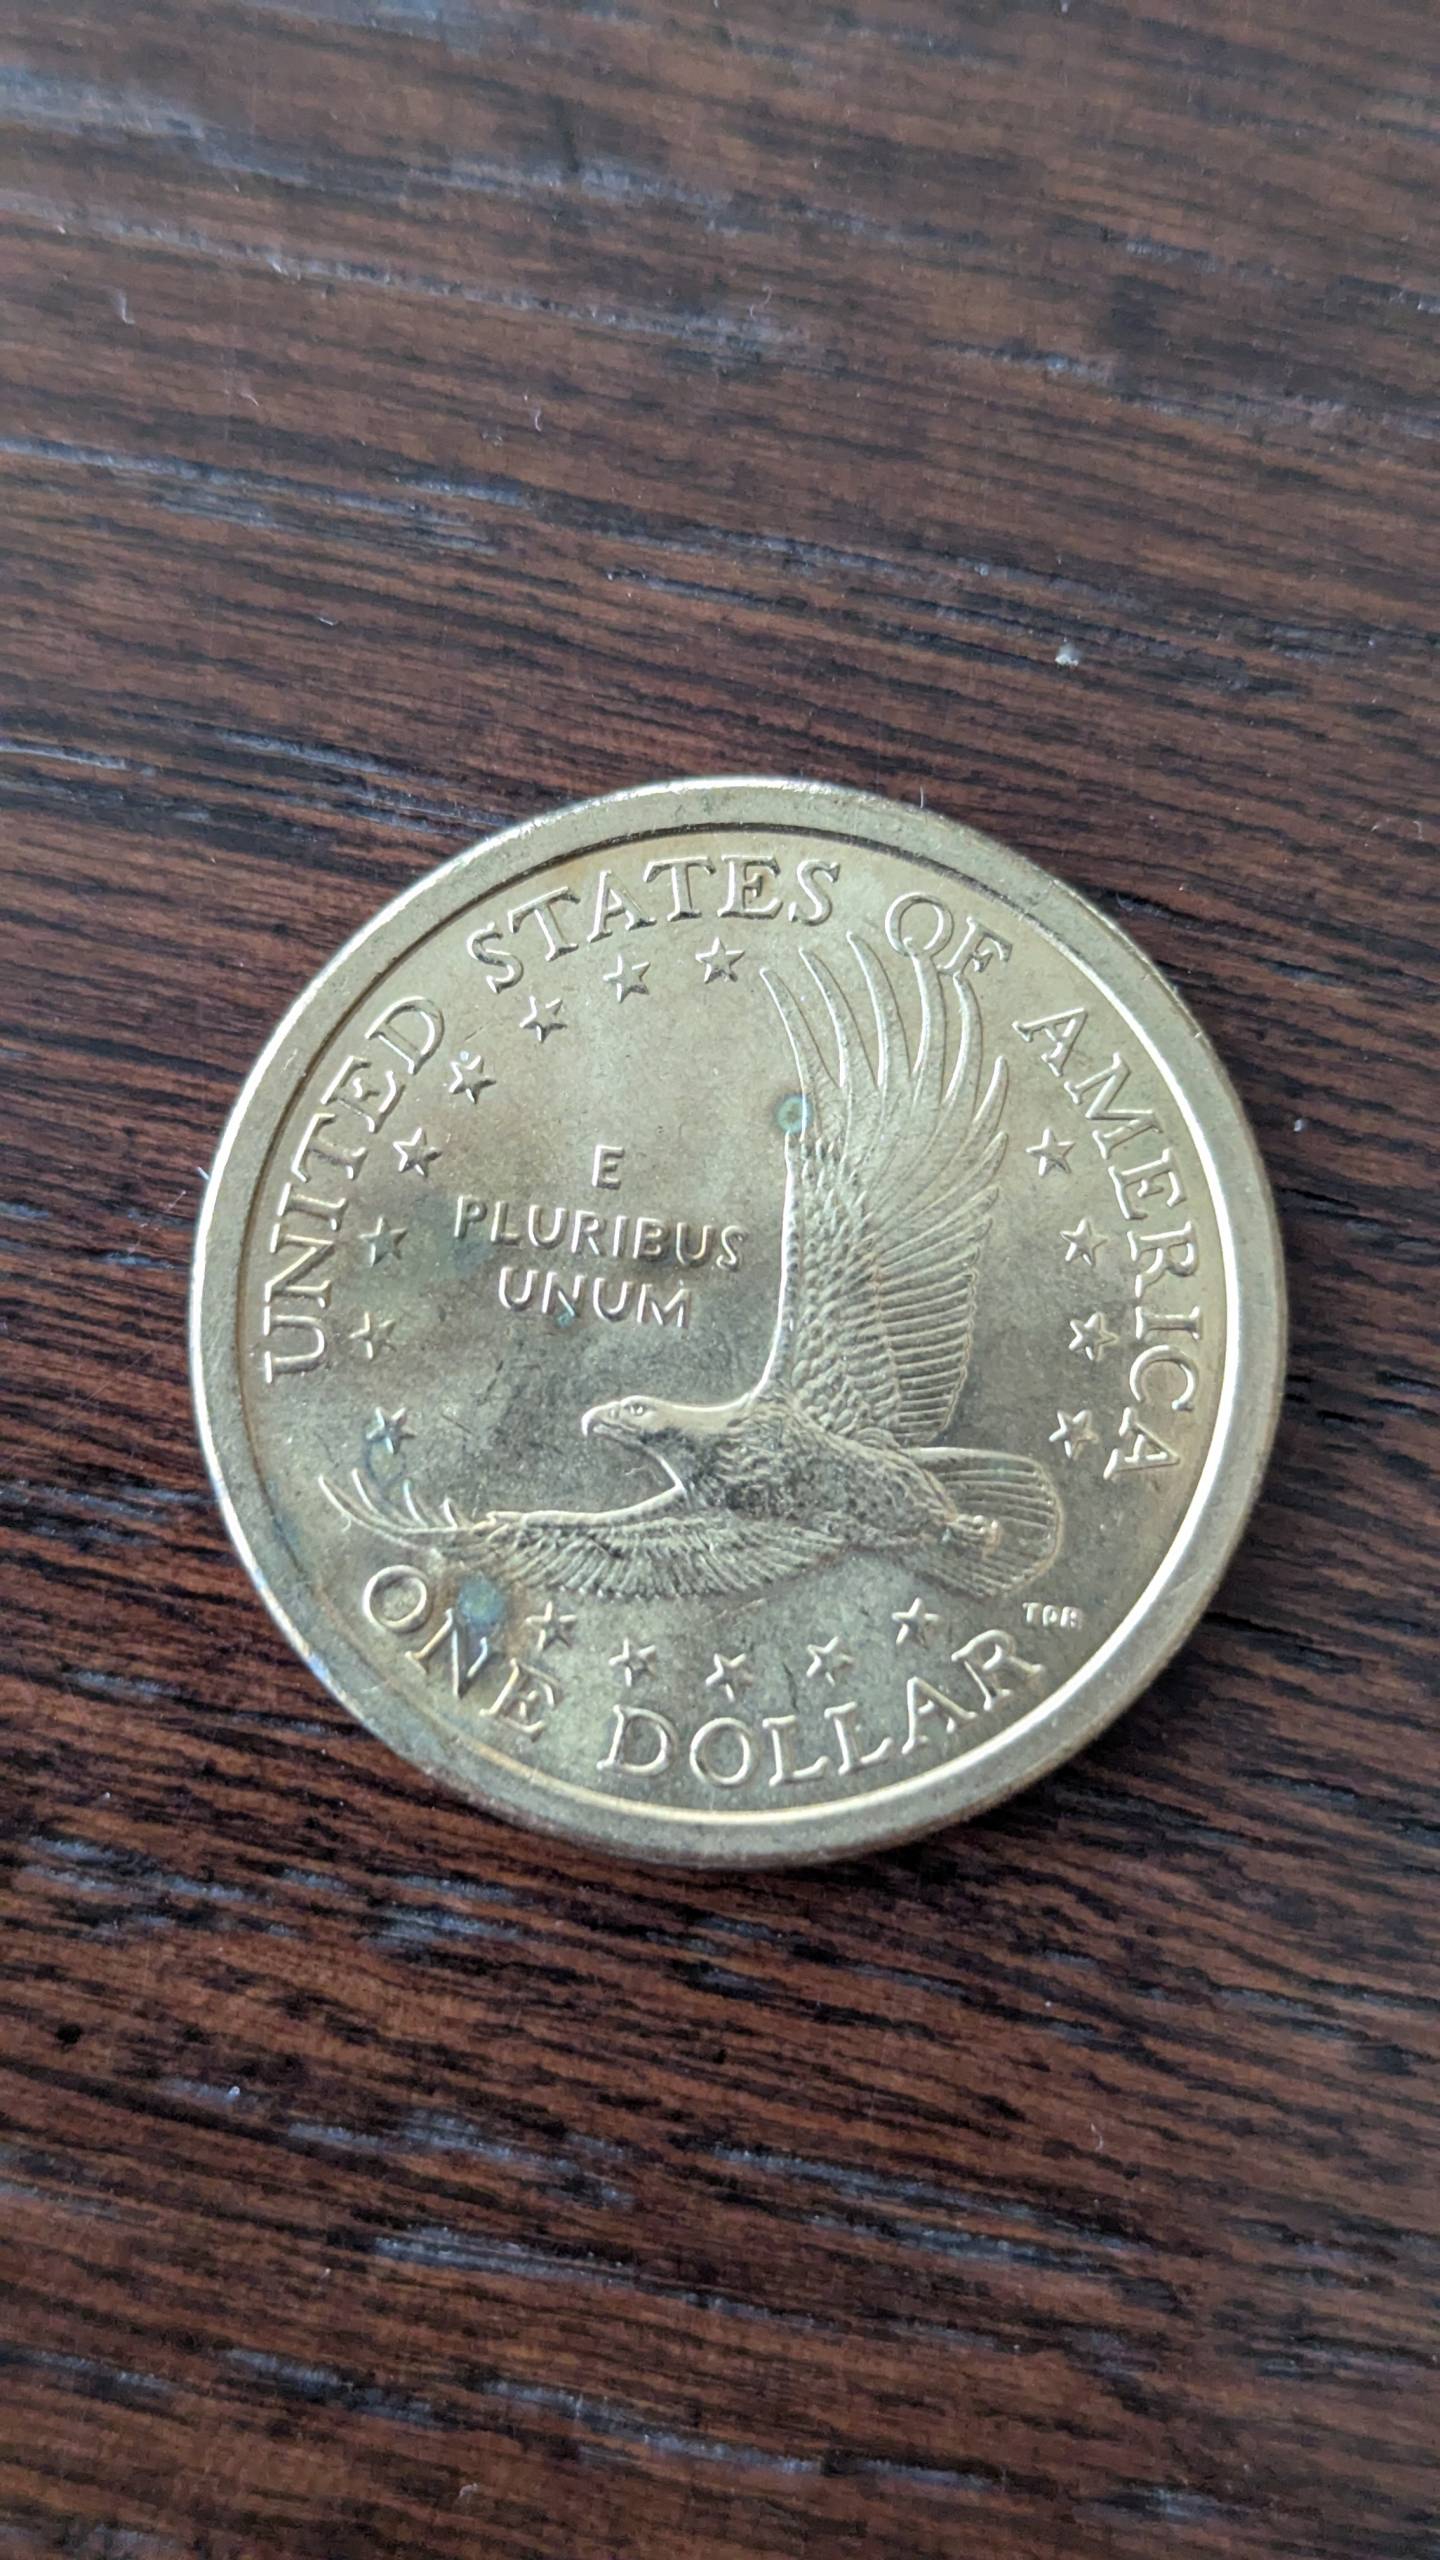 UNITED STATES OF AMERICA
E
PLURIBUS
UNUM
ONE DOLLAR
TDR